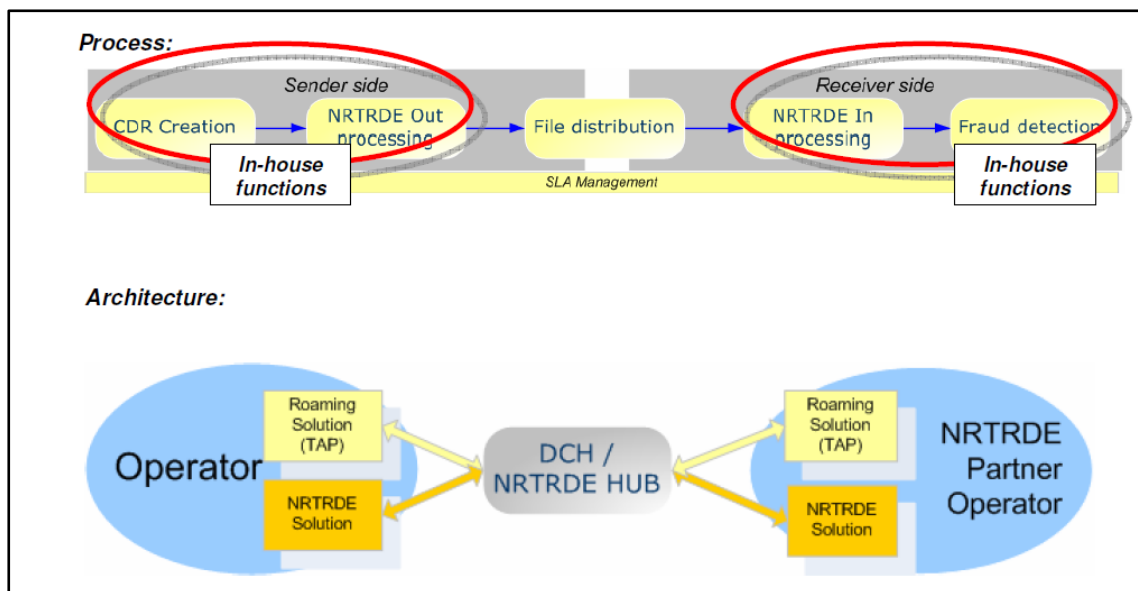 Process:
Sender side
Receiver side
CDR Creation
NRTRDE Out
processing
File distribution
NRTRDE In
processing
Fraud detection
In-house
functions
In-house
functions
SLA Management
Architecture:
Operator
Roaming
Solution
(TAP)
NRTRDE
Solution
DCH /
NRTRDE HUB
Roaming
Solution
(TAP)
NRTRDE
Solution
NRTRDE
Partner
Operator